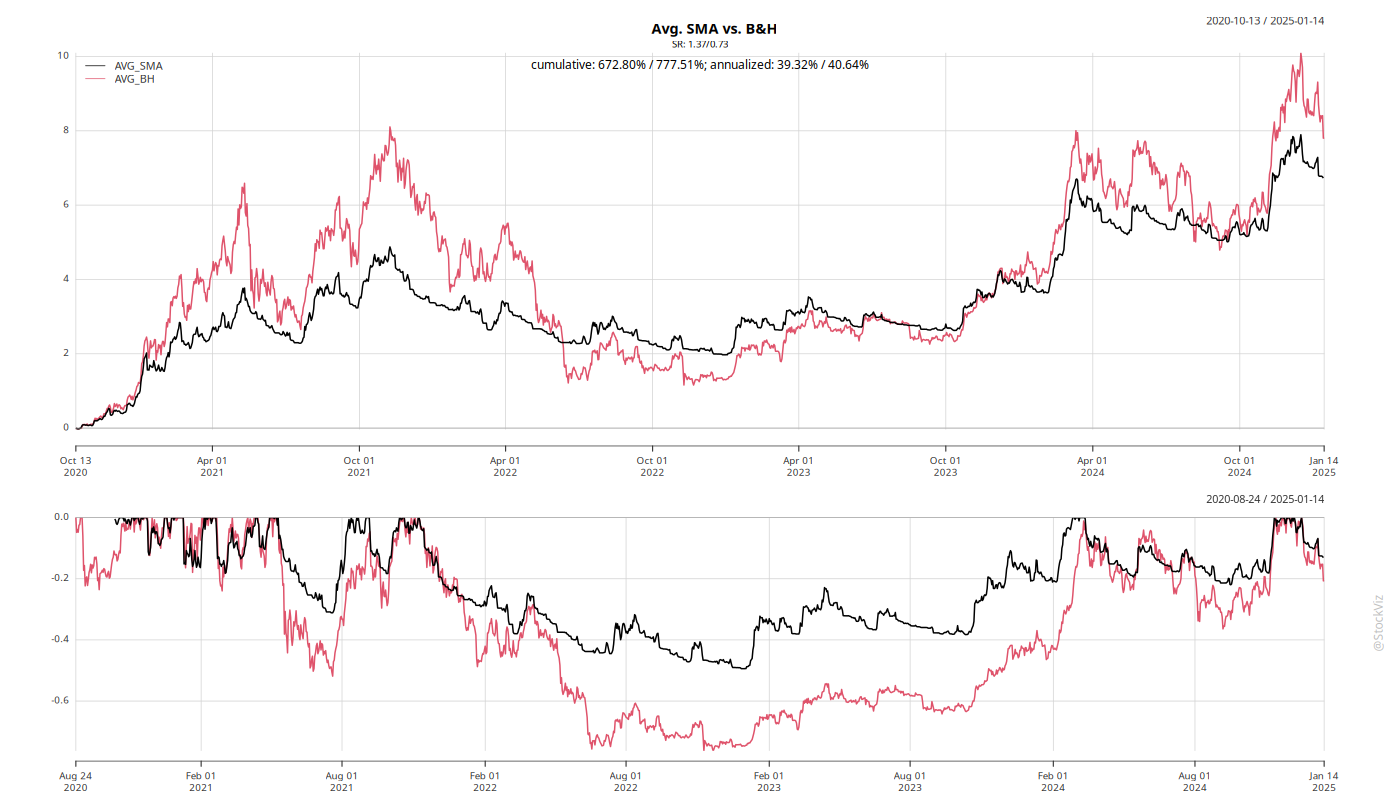 2020-10-13 / 2025-01-14
Avg. SMA vs. B&H
SR: 1.37/0.73
cumulative: 672.80% / 777.51%; annualized: 39.32% / 40.64%
AVG_SMA
AVG_BH
10
8
6
4
2
0
Oct 13 Apr 01 Oct 01 Apr 01 Oct 01 Apr 01 Oct 01 Apr 01 Oct 01 Jan 14
2020 2021 2021 2022 2022 2023 2023 2024 2024 2025
2020-08-24 / 2025-01-14
0.0
-0.2
-0.4
-0.6
Aug 24 Feb 01 Aug 01 Feb 01 Aug 01 Feb 01 Aug 01 Feb 01 Aug 01 Jan 14
2020 2021 2021 2022 2022 2023 2023 2024 2024 2025
@StockViz